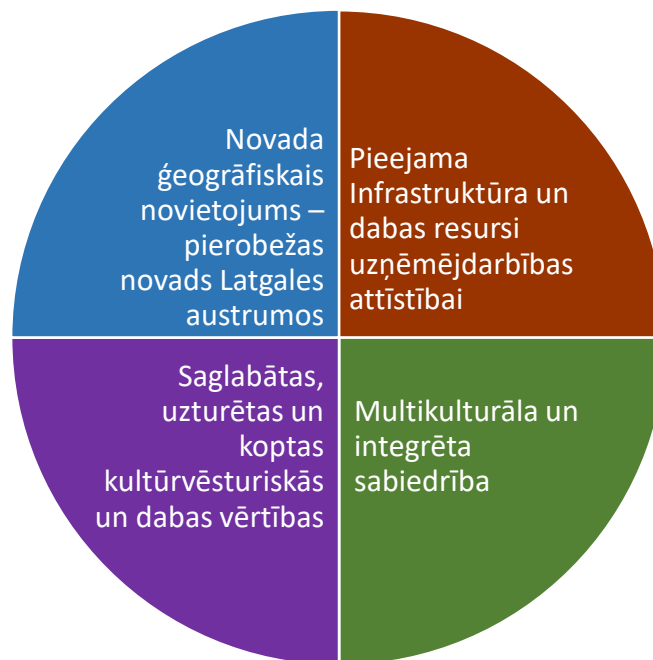 Novada
ģeogrāfiskais
novietojums –
pierobežas
novads Latgales
austrumos
Pieejama
Infrastruktūra un
dabas resursi
uzņēmējdarbības
attīstībai
Saglabātas,
uzturētas un
koptas
kultūrvēsturiskās
un dabas vērtības
Multikulturāla un
integrēta
sabiedrība